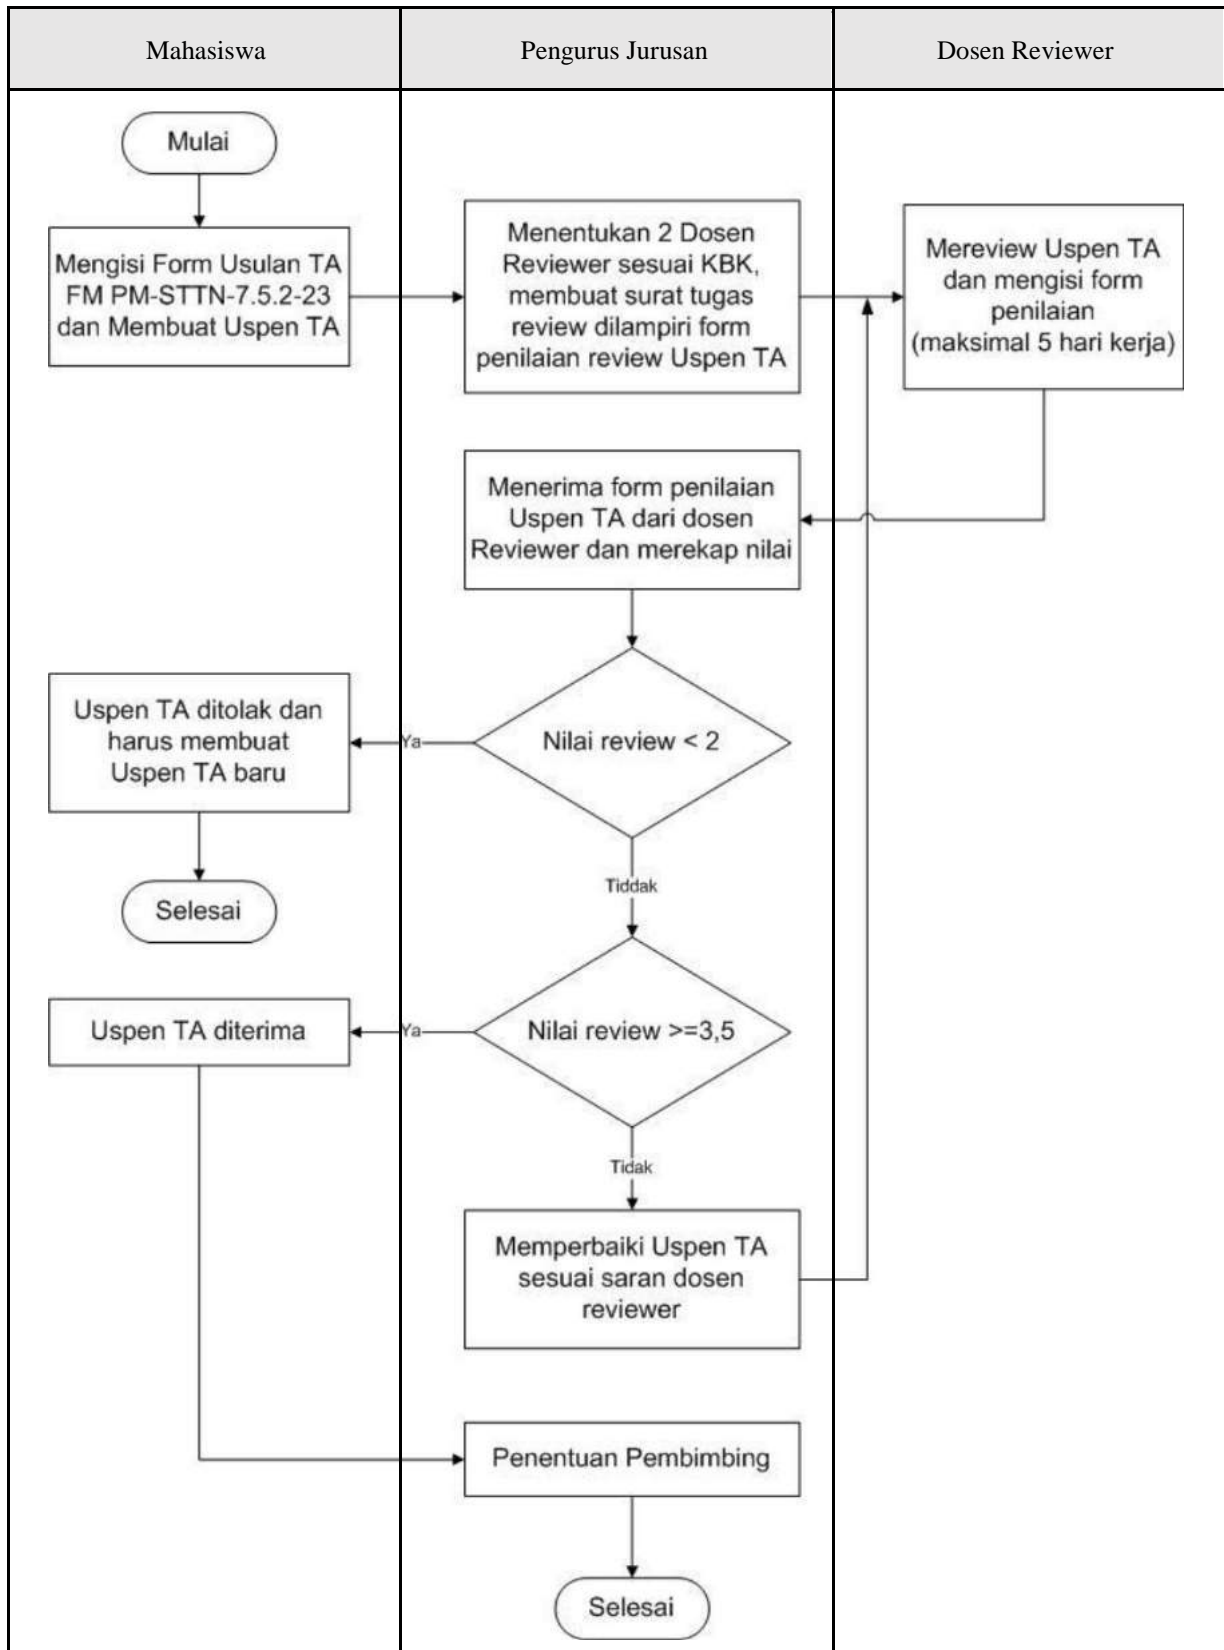 Mahasiswa
Pengurus Jurusan
Dosen Reviewer
Mulai
Mengisi Form Usulan TA
FM PM-STTN-7.5.2-23
dan Membuat Uspen TA
Menentukan 2 Dosen
Reviewer sesuai KBK,
membuat surat tugas
review dilampiri form
penilaian review Uspen TA
Mereview Uspen TA
dan mengisi form
penilaian
(maksimal 5 hari kerja)
Menerima form penilaian
Uspen TA dari dosen
Reviewer dan merekap nilai
Nilai review < 2
Ya
Uspen TA ditolak dan
harus membuat
Uspen TA baru
Selesai
Tiddak
Nilai review >=3,5
Ya
Uspen TA diterima
Tidak
Memperbaiki Uspen TA
sesuai saran dosen
reviewer
Penentuan Pembimbing
Selesai